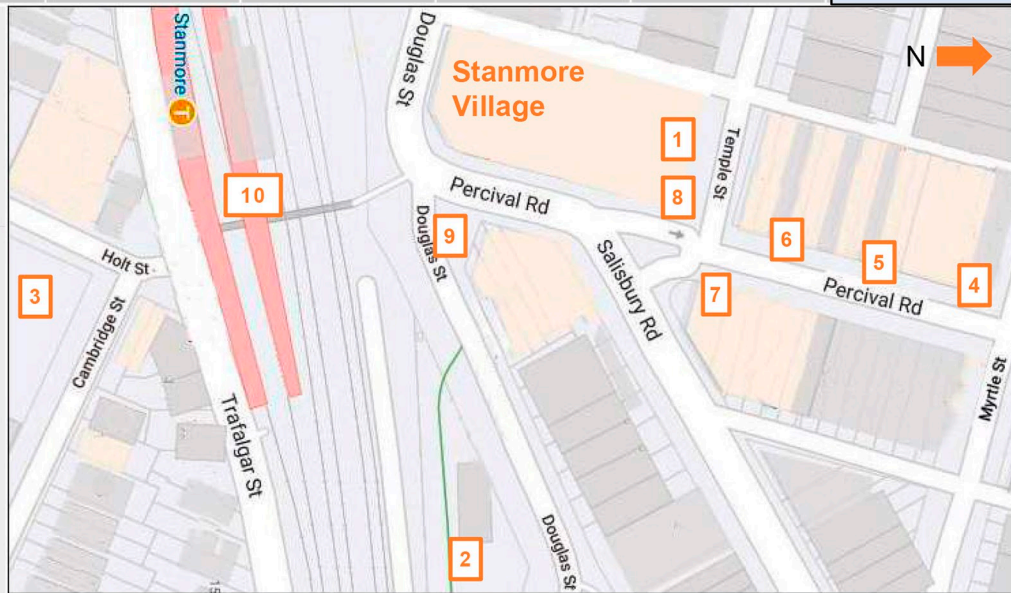 Stanmore
T
Douglas St
Stanmore
Village
N
1
Temple St
10
Percival Rd
8
9
Douglas St
6
5
4
Holt St
3
Cambridge St
Salisbury Rd
7
Percival Rd
Myrtle St
Trafalgar St
2
Douglas St